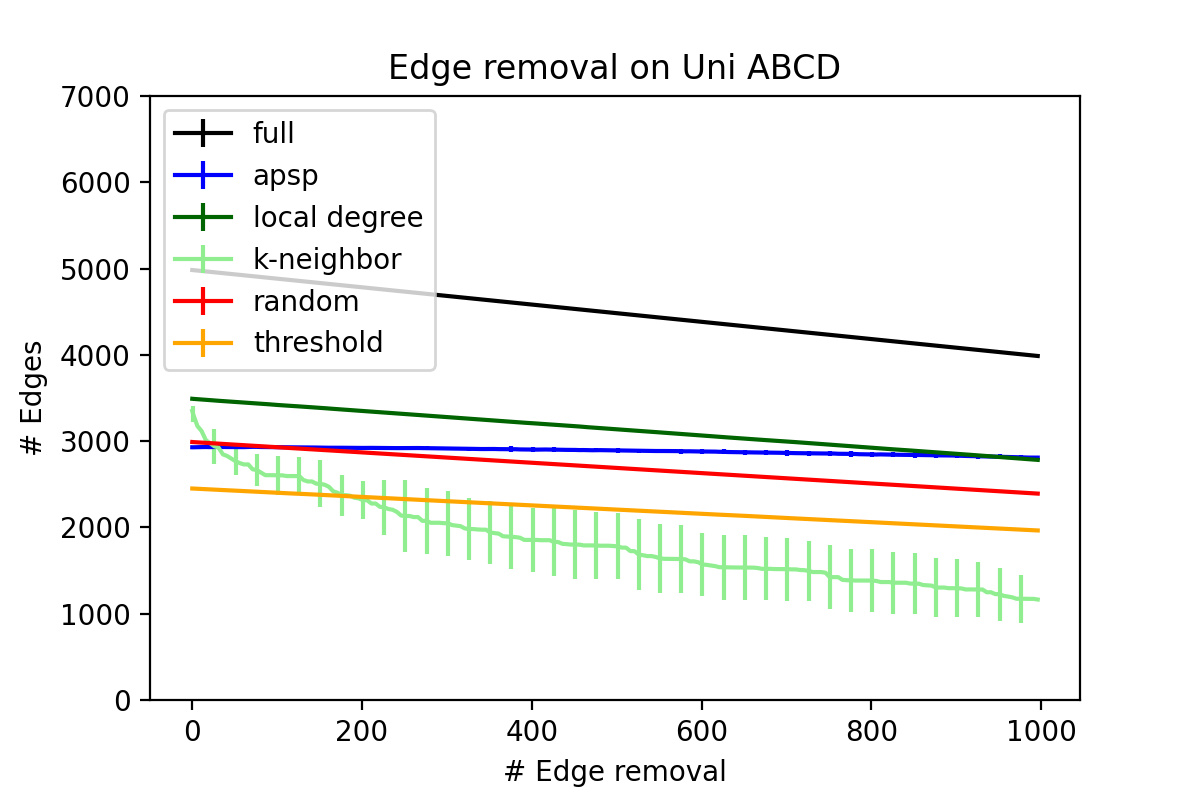 Edge removal on Uni ABCD
7000
6000
5000
4000
3000
2000
1000
0
# Edges
full
apsp
local degree
k-neighbor
random
threshold
0 200 400 600 800 1000
# Edge removal